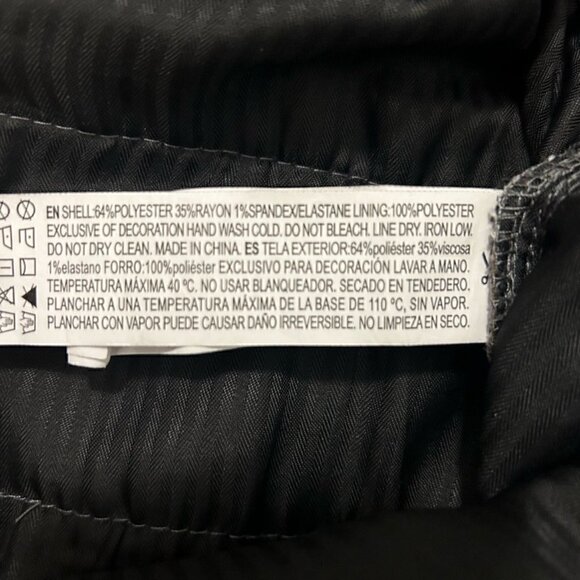 EN SHELL:64%POLYESTER 35%RAYON 1%SPANDEX/ELASTANE LINING:100%POLYESTER
EXCLUSIVE OF DECORATION HAND WASH COLD. DO NOT BLEACH. LINE DRY. IRON LOW.
DO NOT DRY CLEAN. MADE IN CHINA. ES TELA EXTERIOR:64%poliéster 35%viscosa
1%elastano FORRO:100%poliéster EXCLUSIVO PARA DECORACIÓN LAVAR A MANO.
TEMPERATURA MÁXIMA 40 ºC. NO USAR BLANQUEADOR. SECADO EN TENDEDERO.
PLANCHAR A UNA TEMPERATURA MÁXIMA DE LA BASE DE 110 ºC, SIN VAPOR.
PLANCHAR CON VAPOR PUEDE CAUSAR DAÑO IRREVERSIBLE. NO LIMPIEZA EN SECO.